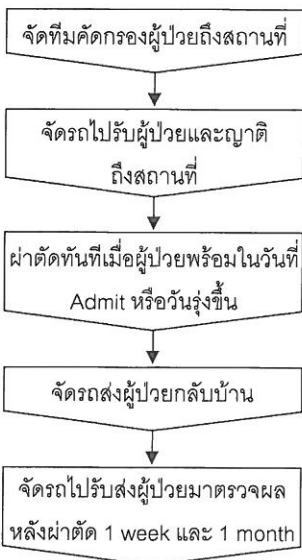 จัดทีมคัดกรองผู้ป่วยถึงสถานที่
จัดรถไปรับผู้ป่วยและญาติ
ถึงสถานที่
ผ่าตัดทันทีเมื่อผู้ป่วยพร้อมในวันที่
Admit หรือวันรุ่งขึ้น
จัดรถส่งผู้ป่วยกลับบ้าน
จัดรถไปรับส่งผู้ป่วยมาตรวจผล
หลังผ่าตัด 1 week และ 1 month